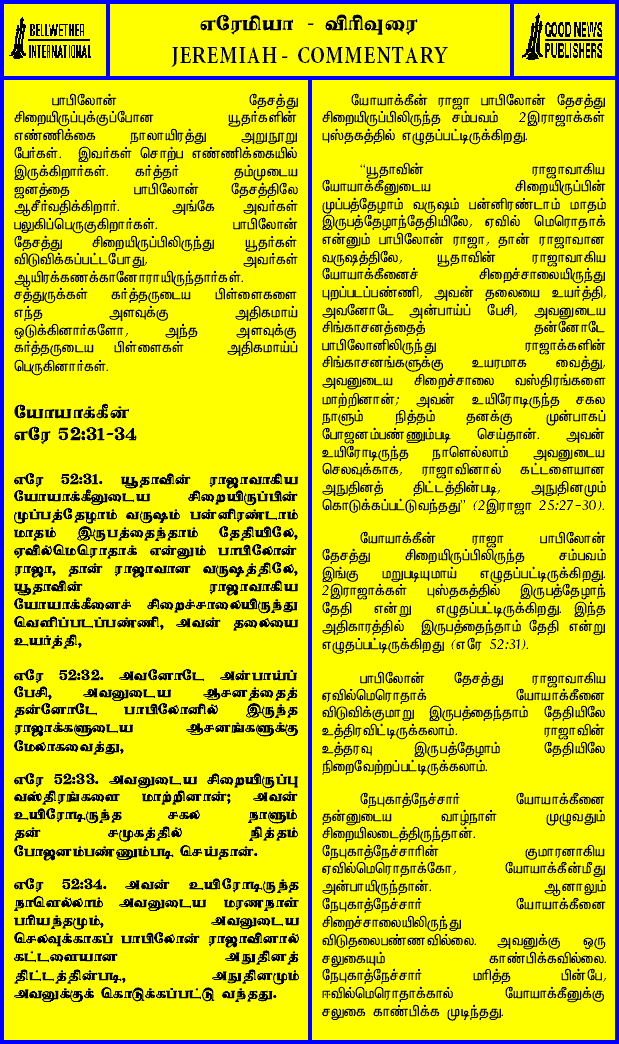 BELLWETHER
INTERNATIONAL
எரேமியா - விரிவுரை
JEREMIAH - COMMENTARY
GOOD NEWS
PUBLISHERS
பாபிலோன் தேசத்து
சிறையிருப்புக்குப்போன யூதர்களின்
எண்ணிக்கை நாலாயிரத்து அறுநூறு
பேர்கள். இவர்கள் சொற்ப எண்ணிக்கையில்
இருக்கிறார்கள். கர்த்தர் தம்முடைய
ஜனத்தை பாபிலோன் தேசத்திலே
ஆசீர்வதிக்கிறார். அங்கே அவர்கள்
பலுகிப்பெருகுகிறார்கள். பாபிலோன்
தேசத்து சிறையிருப்பிலிருந்து யூதர்கள்
விடுவிக்கப்பட்டபோது, அவர்கள்
ஆயிரக்கணக்கானோராயிருந்தார்கள்.
சத்துருக்கள் கர்த்தருடைய பிள்ளைகளை
எந்த அளவுக்கு அதிகமாய்
ஒடுக்கினார்களோ, அந்த அளவுக்கு
கர்த்தருடைய பிள்ளைகள் அதிகமாய்ப்
பெருகினார்கள்.
யோயாக்கீன்
எரே 52:31-34
எரே 52:31. யூதாவின் ராஜாவாகிய
யோயாக்கீனுடைய சிறையிருப்பின்
முப்பத்தேழாம் வருஷம் பன்னிரண்டாம்
மாதம் இருபத்தைந்தாம் தேதியிலே,
ஏவில்மெரொதாக் என்னும் பாபிலோன்
ராஜா, தான் ராஜாவான வருஷத்திலே,
யூதாவின் ராஜாவாகிய
யோயாக்கீனைச் சிறைச்சாலையிருந்து
வெளிப்படப்பண்ணி, அவன் தலையை
உயர்த்தி,
எரே 52:32. அவனோடே அன்பாய்ப்
பேசி, அவனுடைய ஆசனத்தைத்
தன்னோடே பாபிலோனில் இருந்த
ராஜாக்களுடைய ஆசனங்களுக்கு
மேலாகவைத்து,
எரே 52:33. அவனுடைய சிறையிருப்பு
வஸ்திரங்களை மாற்றினான்; அவன்
உயிரோடிருந்த சகல நாளும்
தன் சமுகத்தில் நித்தம்
போஜனம்பண்ணும்படி செய்தான்.
எரே 52:34. அவன் உயிரோடிருந்த
நாளெல்லாம் அவனுடைய மரணநாள்
பரியந்தமும், அவனுடைய
செலவுக்காகப் பாபிலோன் ராஜாவினால்
கட்டளையான அநுதினத்
திட்டத்தின்படி, அநுதினமும்
அவனுக்குக் கொடுக்கப்பட்டு வந்தது.
யோயாக்கீன் ராஜா பாபிலோன் தேசத்து
சிறையிருப்பிலிருந்த சம்பவம் 2இராஜாக்கள்
புஸ்தகத்தில் எழுதப்பட்டிருக்கிறது.
“யூதாவின் ராஜாவாகிய
யோயாக்கீனுடைய சிறையிருப்பின்
முப்பத்தேழாம் வருஷம் பன்னிரண்டாம் மாதம்
இருபத்தேழாந்தேதியிலே, ஏவில் மெரொதாக்
என்னும் பாபிலோன் ராஜா, தான் ராஜாவான
வருஷத்திலே, யூதாவின் ராஜாவாகிய
யோயாக்கீனைச் சிறைச்சாலையிருந்து
புறப்படப்பண்ணி, அவன் தலையை உயர்த்தி,
அவனோடே அன்பாய்ப் பேசி, அவனுடைய
சிங்காசனத்தைத் தன்னோடே
பாபிலோனிலிருந்து ராஜாக்களின்
சிங்காசனங்களுக்கு உயரமாக வைத்து,
அவனுடைய சிறைச்சாலை வஸ்திரங்களை
மாற்றினான்; அவன் உயிரோடிருந்த சகல
நாளும் நித்தம் தனக்கு முன்பாகப்
போஜனம்பண்ணும்படி செய்தான். அவன்
உயிரோடிருந்த நாளெல்லாம் அவனுடைய
செலவுக்காக, ராஜாவினால் கட்டளையான
அநுதினத் திட்டத்தின்படி, அநுதினமும்
கொடுக்கப்பட்டுவந்தது” (2இராஜா 25:27-30).
யோயாக்கீன் ராஜா பாபிலோன்
தேசத்து சிறையிருப்பிலிருந்த சம்பவம்
இங்கு மறுபடியுமாய் எழுதப்பட்டிருக்கிறது.
2இராஜாக்கள் புஸ்தகத்தில் இருபத்தேழாந்
தேதி என்று எழுதப்பட்டிருக்கிறது. இந்த
அதிகாரத்தில் இருபத்தைந்தாம் தேதி என்று
எழுதப்பட்டிருக்கிறது (எரே 52:31).
பாபிலோன் தேசத்து ராஜாவாகிய
ஏவில்மெரொதாக் யோயாக்கீனை
விடுவிக்குமாறு இருபத்தைந்தாம் தேதியிலே
உத்திரவிட்டிருக்கலாம். ராஜாவின்
உத்தரவு இருபத்தேழாம் தேதியிலே
நிறைவேற்றப்பட்டிருக்கலாம்.
நேபுகாத்நேச்சார் யோயாக்கீனை
தன்னுடைய வாழ்நாள் முழுவதும்
சிறையிலடைத்திருந்தான்.
நேபுகாத்நேச்சாரின் குமாரனாகிய
ஏவில்மெரொதாக்கோ, யோயாக்கீன்மீது
அன்பாயிருந்தான். ஆனாலும்
நேபுகாத்நேச்சார் யோயாக்கீனை
சிறைச்சாலையிலிருந்து
விடுதலைபண்ணவில்லை. அவனுக்கு ஒரு
சலுகையும் காண்பிக்கவில்லை.
நேபுகாத்நேச்சார் மரித்த பின்பே,
ஈவில்மெரொதாக்கால் யோயாக்கீனுக்கு
சலுகை காண்பிக்க முடிந்தது.